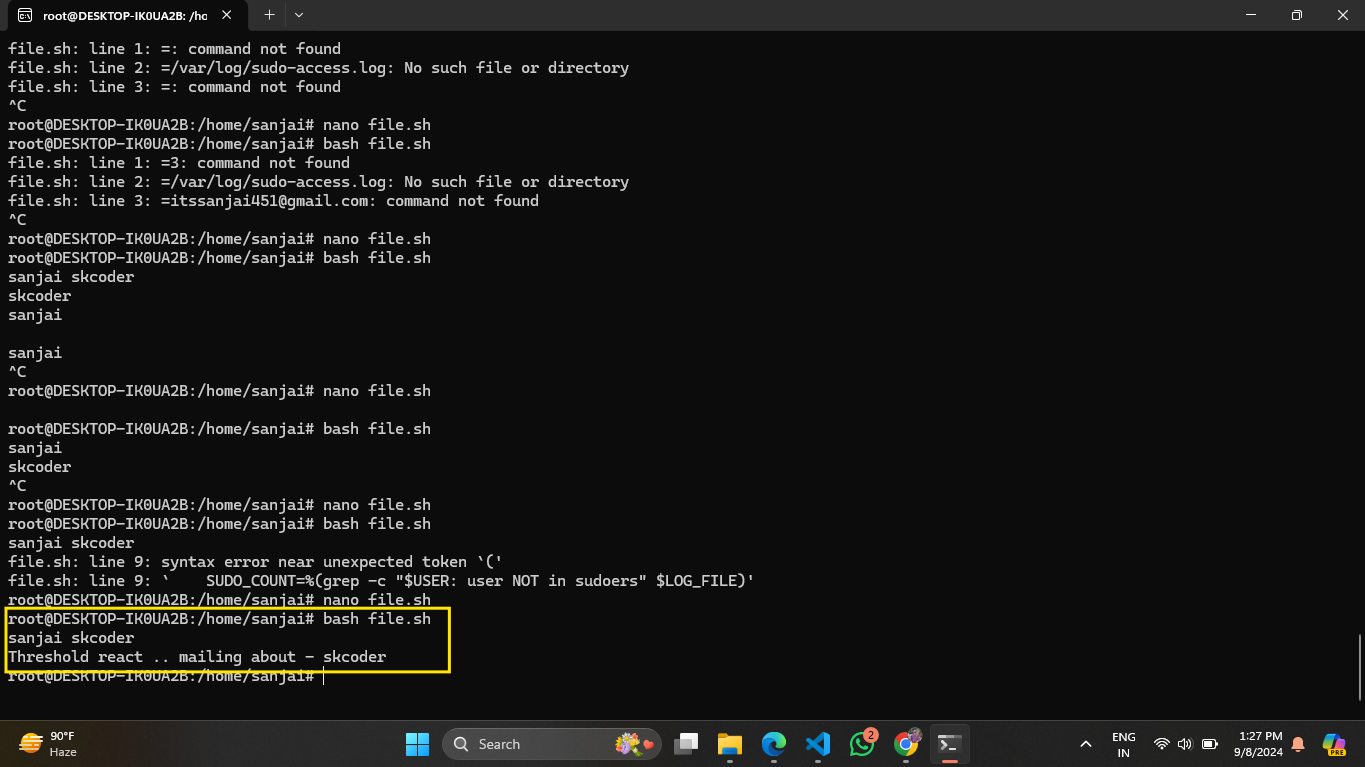 root@DESKTOP-IK0UA2B: /ho
file.sh: line 1: =: command not found
file.sh: line 2: =/var/log/sudo-access.log: No such file or directory
file.sh: line 3: =: command not found
^C
root@DESKTOP-IK0UA2B:/home/sanjai# nano file.sh
root@DESKTOP-IK0UA2B:/home/sanjai# bash file.sh
file.sh: line 1: =3: command not found
file.sh: line 2: =/var/log/sudo-access.log: No such file or directory
file.sh: line 3: =itssanjai451@gmail.com: command not found
^C
root@DESKTOP-IK0UA2B:/home/sanjai# nano file.sh
root@DESKTOP-IK0UA2B:/home/sanjai# bash file.sh
sanjai skcoder
skcoder
sanjai
sanjai
^C
root@DESKTOP-IK0UA2B:/home/sanjai# nano file.sh
root@DESKTOP-IK0UA2B:/home/sanjai# bash file.sh
sanjai
skcoder
^C
root@DESKTOP-IK0UA2B:/home/sanjai# nano file.sh
root@DESKTOP-IK0UA2B:/home/sanjai# bash file.sh
sanjai skcoder
file.sh: line 9: syntax error near unexpected token `('
file.sh: line 9: `    SUDO_COUNT=%(grep -c "$USER: user NOT in sudoers" $LOG_FILE)'
root@DESKTOP-IK0UA2B:/home/sanjai# nano file.sh
root@DESKTOP-IK0UA2B:/home/sanjai# bash file.sh
sanjai skcoder
Threshold react .. mailing about - skcoder
root@DESKTOP-IK0UA2B:/home/sanjai#
90°F
Haze
Search
2
ENG
IN
1:27 PM
9/8/2024
PRE